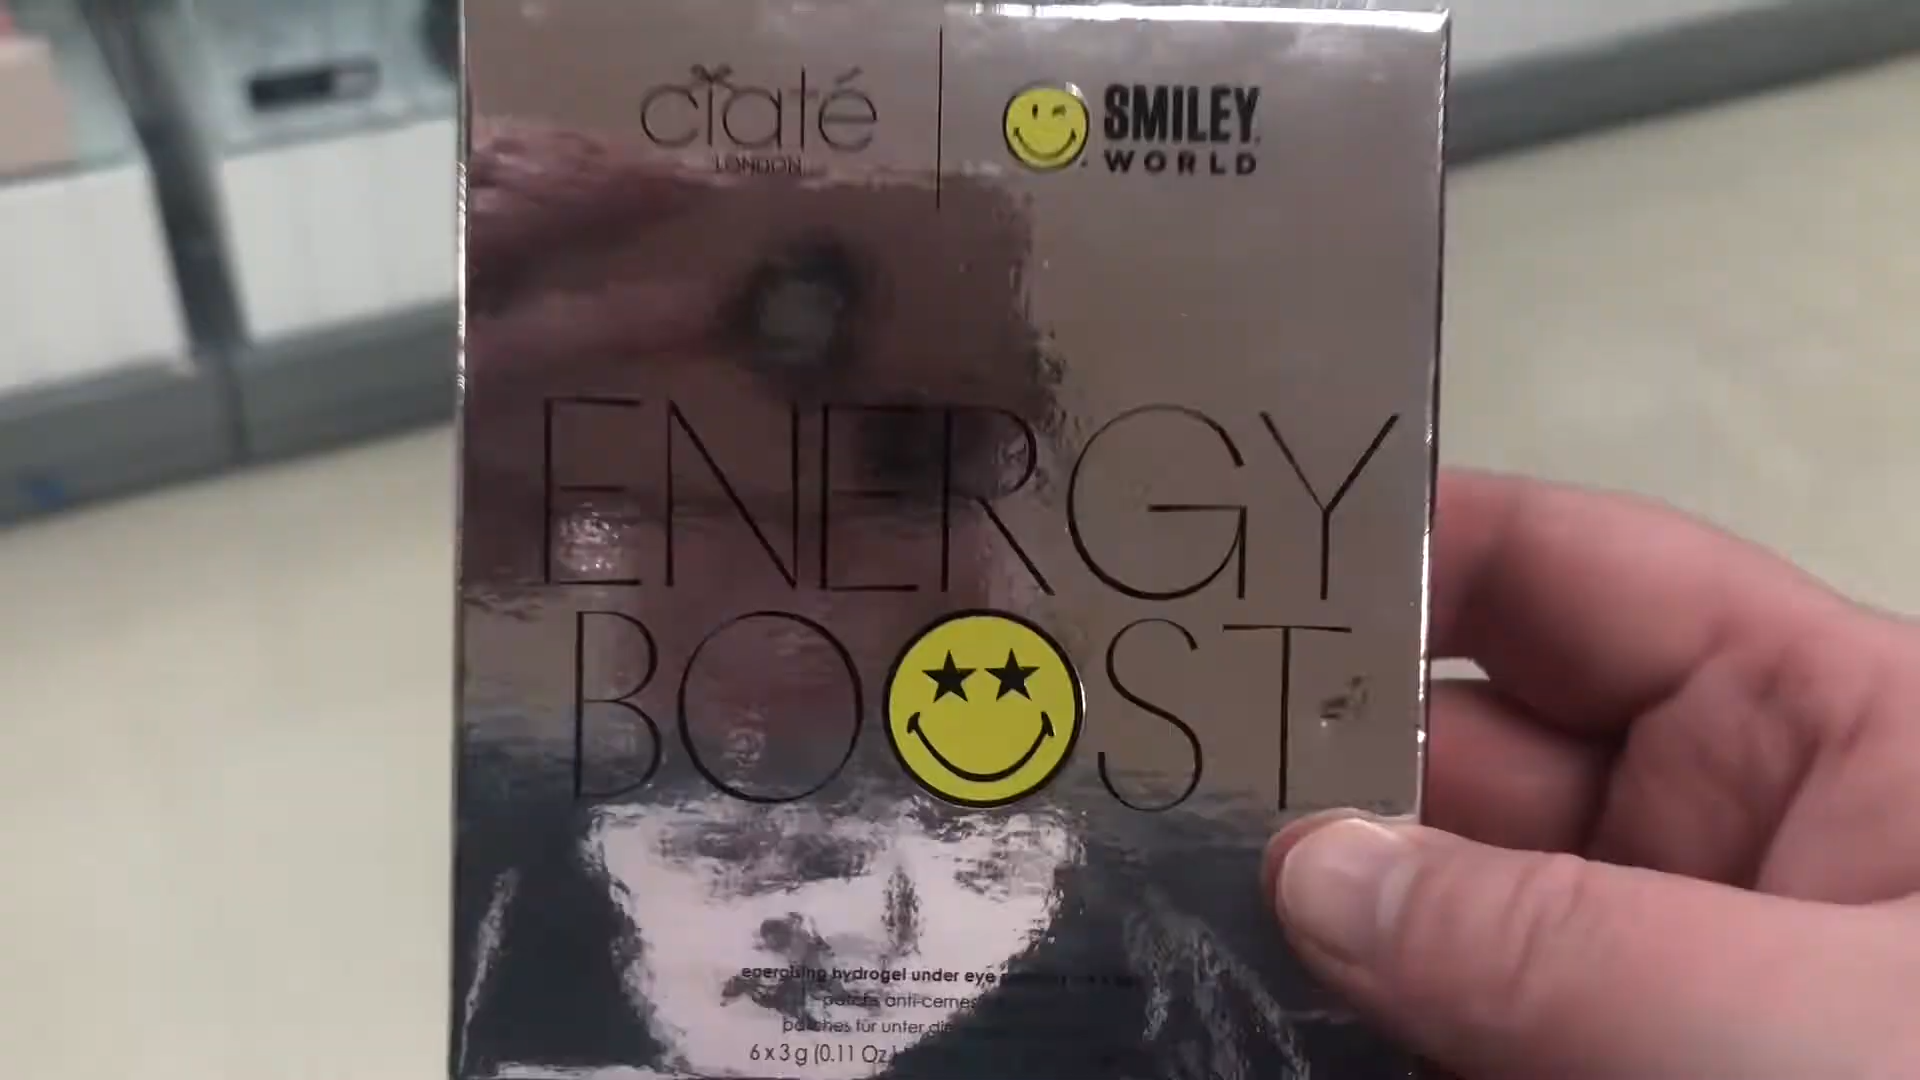 ciaté
LONDON
SMILEY
WORLD
ENERGY
BOOST
energising hydrogel under eye
patchs anti-cernes
patches für unter die
6 x 3 g (0.11 Oz.)